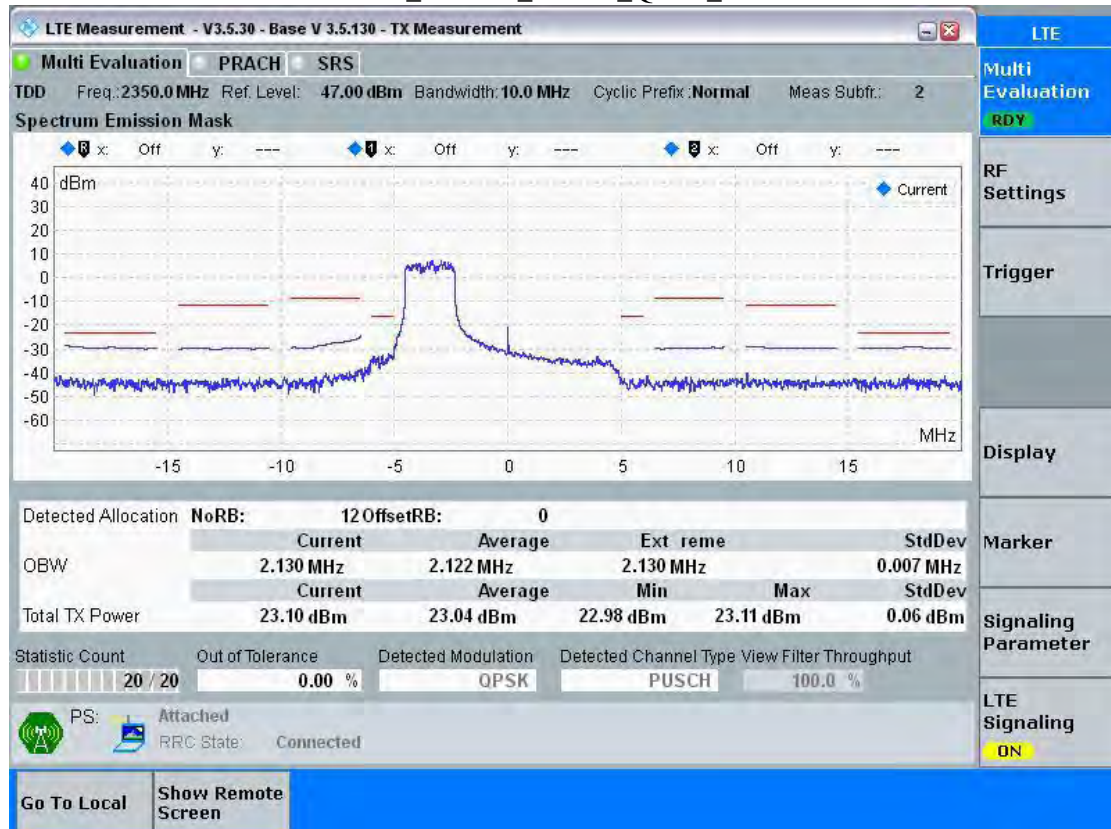 LTE Measurement - V3.5.30 - Base V 3.5.130 - TX Measurement
LTE
Multi Evaluation PRACH SRS
TDD Freq.:2350.0 MHz Ref. Level: 47.00 dBm Bandwidth:10.0 MHz Cyclic Prefix :Normal Meas Subfr.: 2
Spectrum Emission Mask
R x: Off y: --- 1 x: Off y: --- 2 x: Off y: ---
40 dBm
Current
30
20
10
0
-10
-20
-30
-40
-50
-60
MHz
-15 -10 -5 0 5 10 15
Detected Allocation NoRB: 12 OffsetRB: 0
Current Average Ext reme StdDev
OBW 2.130 MHz 2.122 MHz 2.130 MHz 0.007 MHz
Current Average Min Max StdDev
Total TX Power 23.10 dBm 23.04 dBm 22.98 dBm 23.11 dBm 0.06 dBm
Statistic Count Out of Tolerance Detected Modulation Detected Channel Type View Filter Throughput
20 / 20 0.00 % QPSK PUSCH 100.0 %
PS: Attached
RRC State: Connected
Multi
Evaluation
RDY
RF
Settings
Trigger
Display
Marker
Signaling
Parameter
LTE
Signaling
ON
Go To Local
Show Remote
Screen